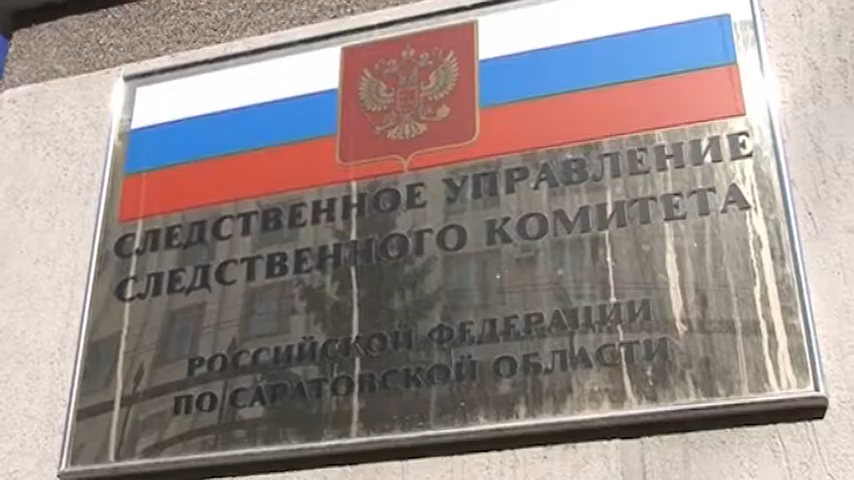 СЛЕДСТВЕННОЕ УПРАВЛЕНИЕ
СЛЕДСТВЕННОГО КОМИТЕТА
РОССИЙСКОЙ ФЕДЕРАЦИИ
ПО САРАТОВСКОЙ ОБЛАСТИ